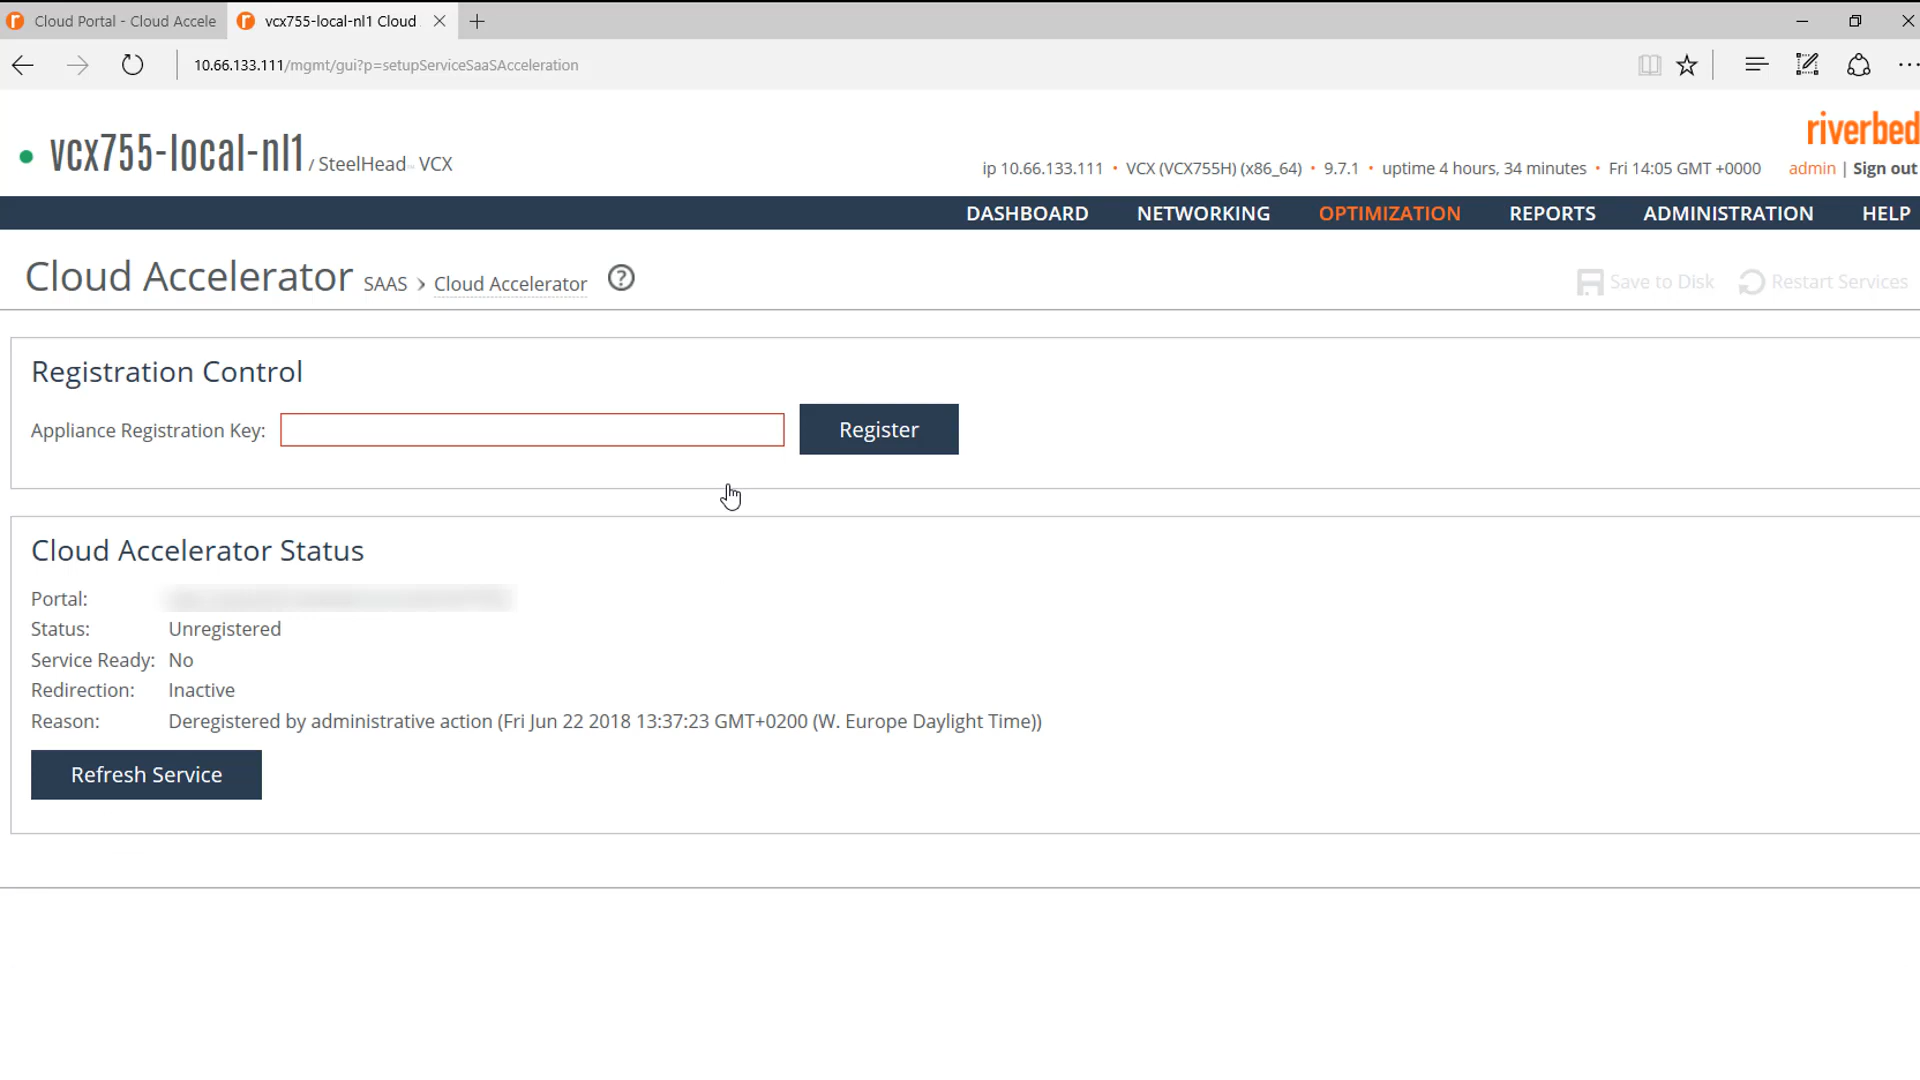 Cloud Portal - Cloud Accele
vcx755-local-nl1 Cloud
10.66.133.111/mgmt/gui?p=setupServiceSaaSAcceleration
riverbed
vcx755-local-nl1 / SteelHead™ VCX
ip 10.66.133.111 • VCX (VCX755H) (x86_64) • 9.7.1 • uptime 4 hours, 34 minutes • Fri 14:05 GMT +0000 admin | Sign out
DASHBOARD NETWORKING OPTIMIZATION REPORTS ADMINISTRATION HELP
Cloud Accelerator SAAS > Cloud Accelerator ?
Save to Disk Restart Services
Registration Control
Appliance Registration Key: Register
Cloud Accelerator Status
Portal:
Status: Unregistered
Service Ready: No
Redirection: Inactive
Reason: Deregistered by administrative action (Fri Jun 22 2018 13:37:23 GMT+0200 (W. Europe Daylight Time))
Refresh Service